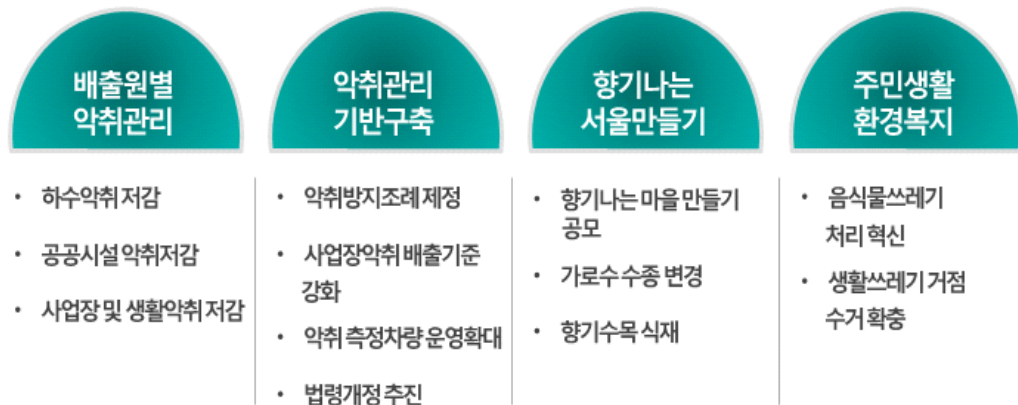 배출원별
악취관리
• 하수악취 저감
• 공공시설 악취저감
• 사업장 및 생활악취 저감
악취관리
기반구축
• 악취방지조례 제정
• 사업장악취 배출기준
강화
• 악취 측정차량 운영확대
• 법령개정 추진
향기나는
서울만들기
• 향기나는 마을 만들기
공모
• 가로수 수종 변경
• 향기수목 식재
주민생활
환경복지
• 음식물쓰레기
처리 혁신
• 생활쓰레기 거점
수거 확충